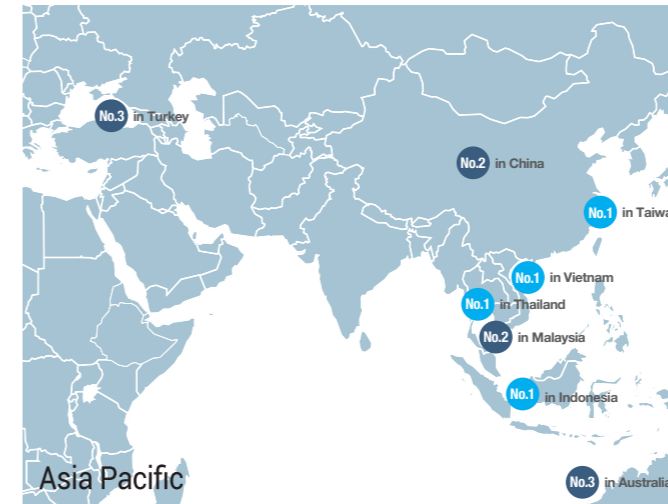 No.3 in Turkey
No.2 in China
No.1 in Taiwa
No.1 in Vietnam
No.1 in Thailand
No.2 in Malaysia
No.1 in Indonesia
Asia Pacific
No.3 in Australia